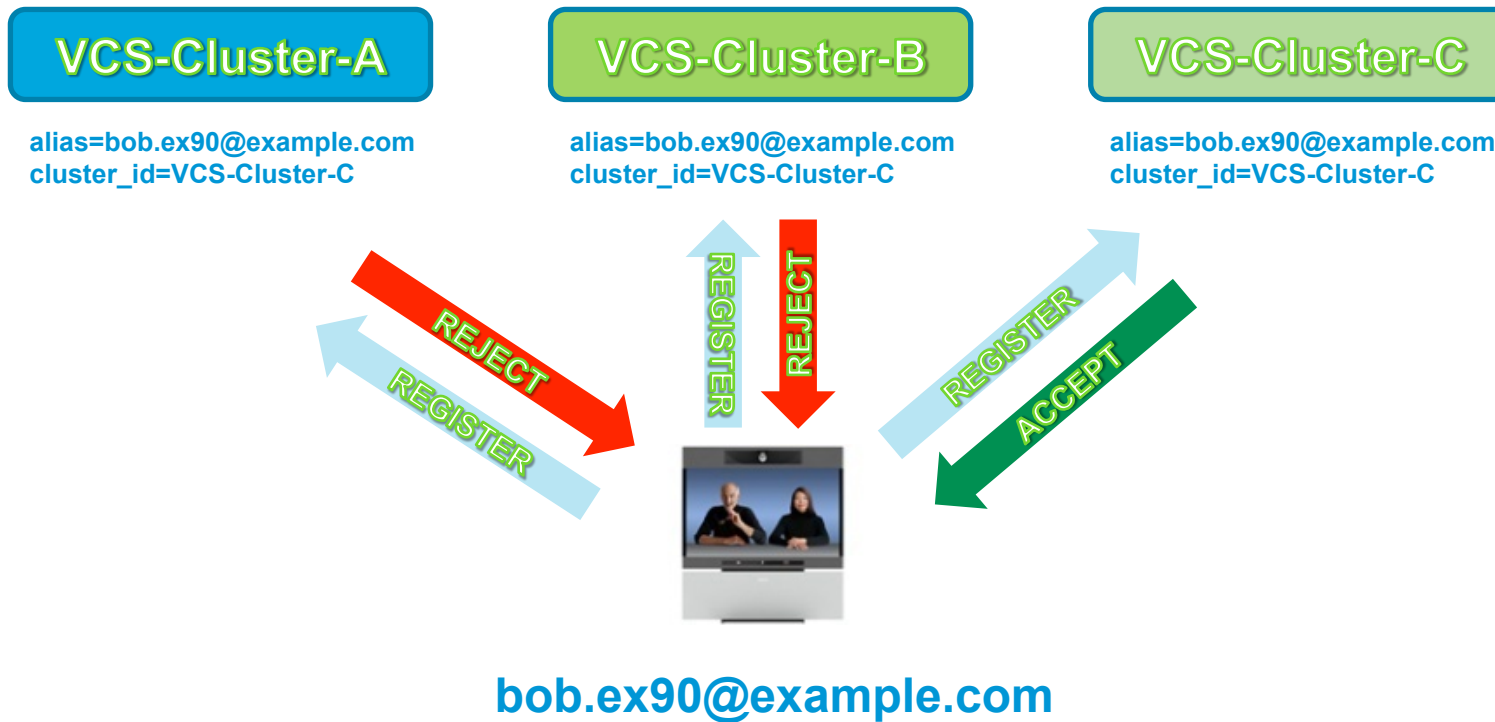 VCS-Cluster-A
VCS-Cluster-B
VCS-Cluster-C
alias=bob.ex90@example.com
cluster_id=VCS-Cluster-C
alias=bob.ex90@example.com
cluster_id=VCS-Cluster-C
alias=bob.ex90@example.com
cluster_id=VCS-Cluster-C
REJECT
REGISTER
REGISTER
REJECT
REGISTER
ACCEPT
bob.ex90@example.com